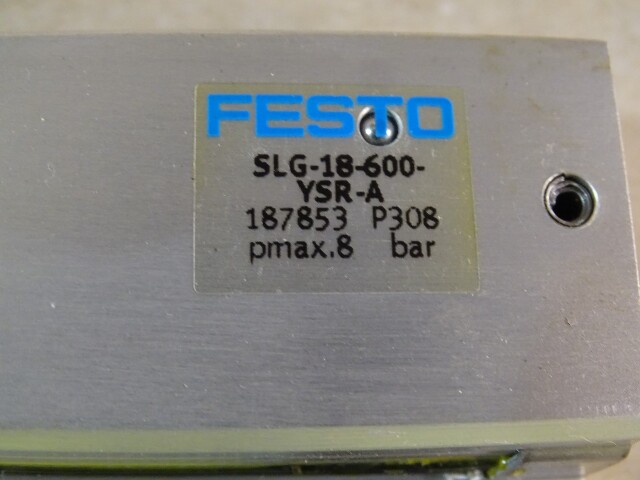 FESTO
SLG-18-600-
YSR-A
187853 P308
pmax.8 bar